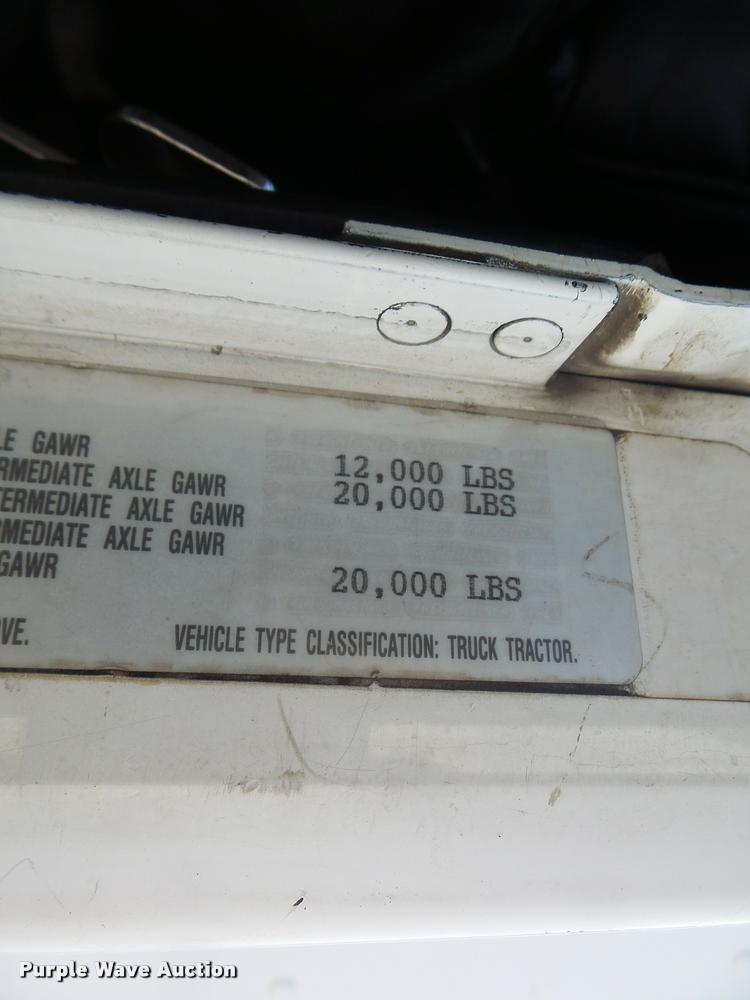 LE GAWR 12,000 LBS
RMEDIATE AXLE GAWR 20,000 LBS
TERMEDIATE AXLE GAWR
MEDIATE AXLE GAWR
GAWR 20,000 LBS
VE. VEHICLE TYPE CLASSIFICATION: TRUCK TRACTOR.
Purple Wave Auction